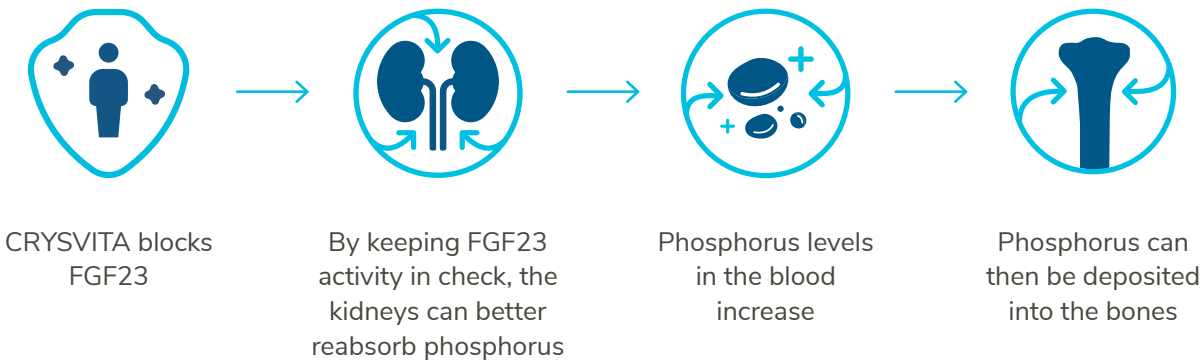 CRYSVITA blocks
FGF23
By keeping FGF23
activity in check, the
kidneys can better
reabsorb phosphorus
Phosphorus levels
in the blood
increase
Phosphorus can
then be deposited
into the bones